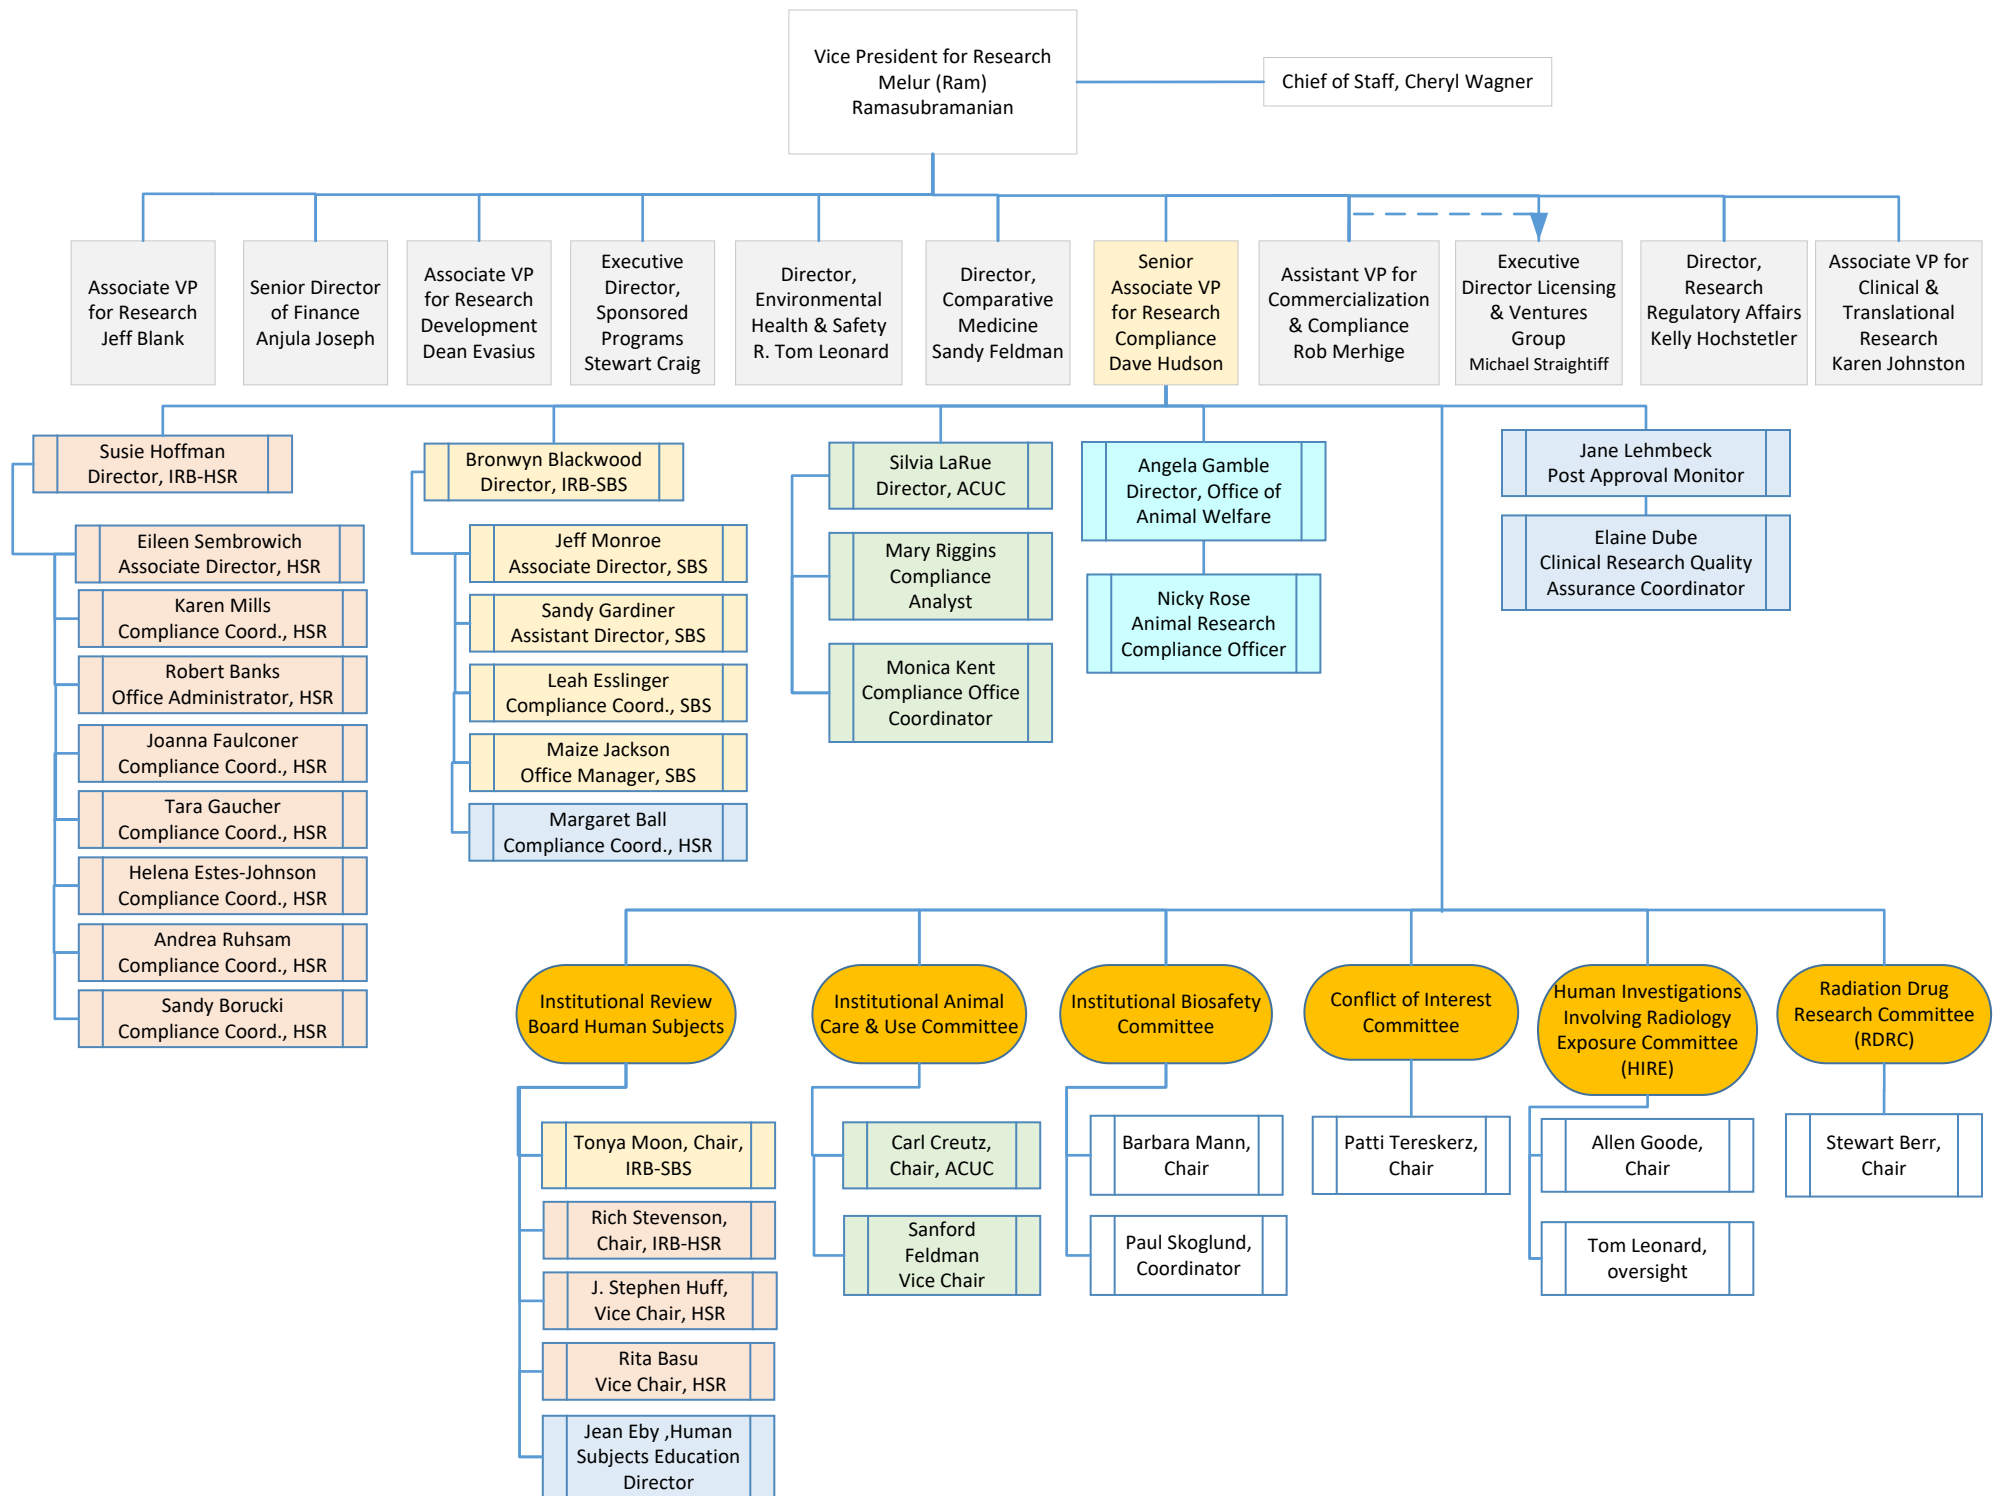 Vice President for Research
Melur (Ram)
Ramasubramanian
Chief of Staff, Cheryl Wagner
Associate VP
for Research
Jeff Blank
Senior Director
of Finance
Anjula Joseph
Associate VP
for Research
Development
Dean Evasius
Executive
Director,
Sponsored
Programs
Stewart Craig
Director,
Environmental
Health & Safety
R. Tom Leonard
Director,
Comparative
Medicine
Sandy Feldman
Senior
Associate VP
for Research
Compliance
Dave Hudson
Assistant VP for
Commercialization
& Compliance
Rob Merhige
Executive
Director Licensing
& Ventures
Group
Michael Straightiff
Director,
Research
Regulatory Affairs
Kelly Hochstetler
Associate VP for
Clinical &
Translational
Research
Karen Johnston
Susie Hoffman
Director, IRB-HSR
Eileen Sembrowich
Associate Director, HSR
Karen Mills
Compliance Coord., HSR
Robert Banks
Office Administrator, HSR
Joanna Faulconer
Compliance Coord., HSR
Tara Gaucher
Compliance Coord., HSR
Helena Estes-Johnson
Compliance Coord., HSR
Andrea Ruhsam
Compliance Coord., HSR
Sandy Borucki
Compliance Coord., HSR
Bronwyn Blackwood
Director, IRB-SBS
Jeff Monroe
Associate Director, SBS
Sandy Gardiner
Assistant Director, SBS
Leah Esslinger
Compliance Coord., SBS
Maize Jackson
Office Manager, SBS
Margaret Ball
Compliance Coord., HSR
Silvia LaRue
Director, ACUC
Mary Riggins
Compliance
Analyst
Monica Kent
Compliance Office
Coordinator
Angela Gamble
Director, Office of
Animal Welfare
Nicky Rose
Animal Research
Compliance Officer
Jane Lehmbeck
Post Approval Monitor
Elaine Dube
Clinical Research Quality
Assurance Coordinator
Institutional Review
Board Human Subjects
Tonya Moon, Chair,
IRB-SBS
Rich Stevenson,
Chair, IRB-HSR
J. Stephen Huff,
Vice Chair, HSR
Rita Basu
Vice Chair, HSR
Jean Eby ,Human
Subjects Education
Director
Institutional Animal
Care & Use Committee
Carl Creutz,
Chair, ACUC
Sanford
Feldman
Vice Chair
Institutional Biosafety
Committee
Barbara Mann,
Chair
Paul Skoglund,
Coordinator
Conflict of Interest
Committee
Patti Tereskerz,
Chair
Human Investigations
Involving Radiology
Exposure Committee
(HIRE)
Allen Goode,
Chair
Tom Leonard,
oversight
Radiation Drug
Research Committee
(RDRC)
Stewart Berr,
Chair